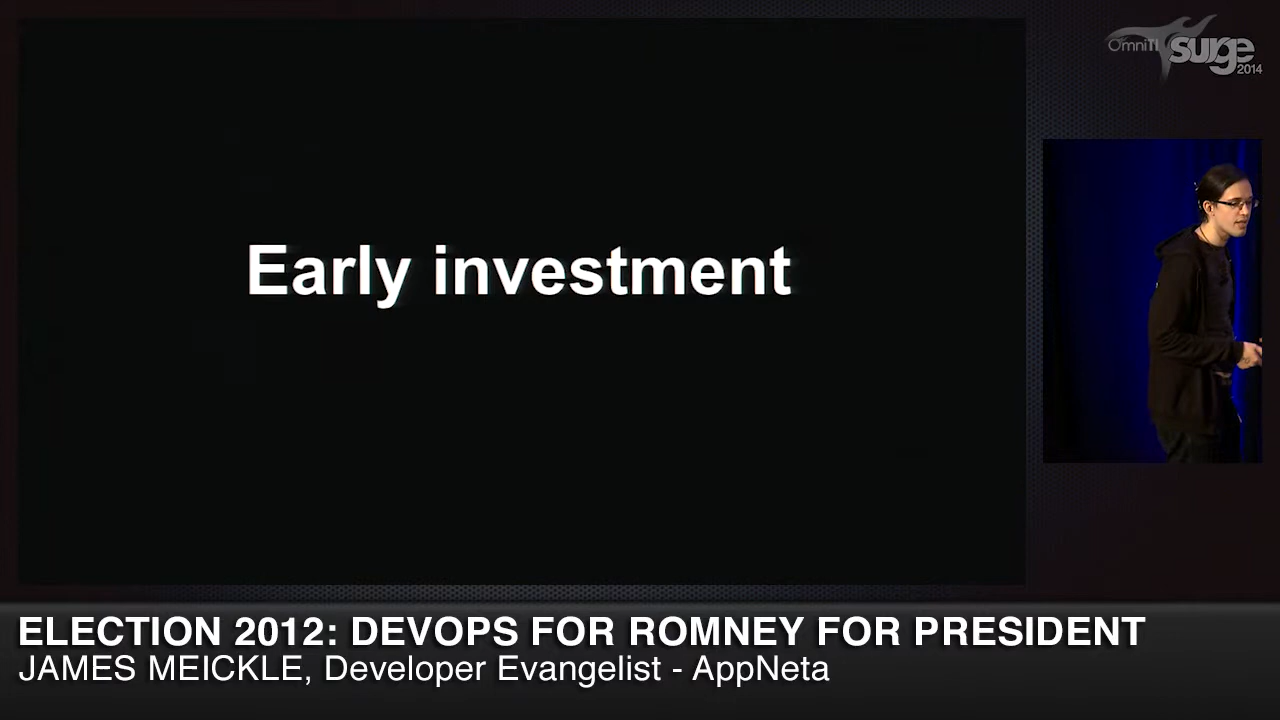 OmniTI surge 2014
Early investment
ELECTION 2012: DEVOPS FOR ROMNEY FOR PRESIDENT
JAMES MEICKLE, Developer Evangelist - AppNeta